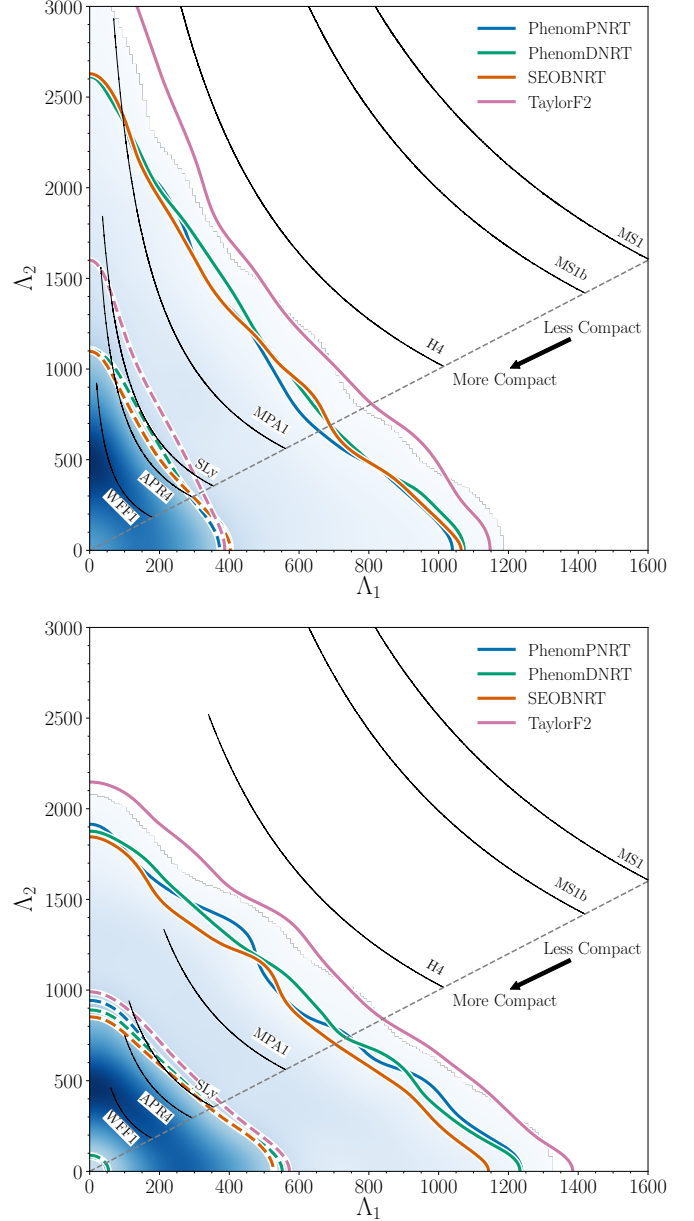 3000
2500
2000
1500
1000
500
0
Λ2
PhenomPNRT
PhenomDNRT
SEOBNRT
TaylorF2
MS1
MS1b
Less Compact
H4
More Compact
MPA1
SLy
APR4
WFF1
0 200 400 600 800 1000 1200 1400 1600
Λ1
3000
2500
2000
1500
1000
500
0
Λ2
PhenomPNRT
PhenomDNRT
SEOBNRT
TaylorF2
MS1
MS1b
Less Compact
H4
More Compact
MPA1
SLy
APR4
WFF1
0 200 400 600 800 1000 1200 1400 1600
Λ1